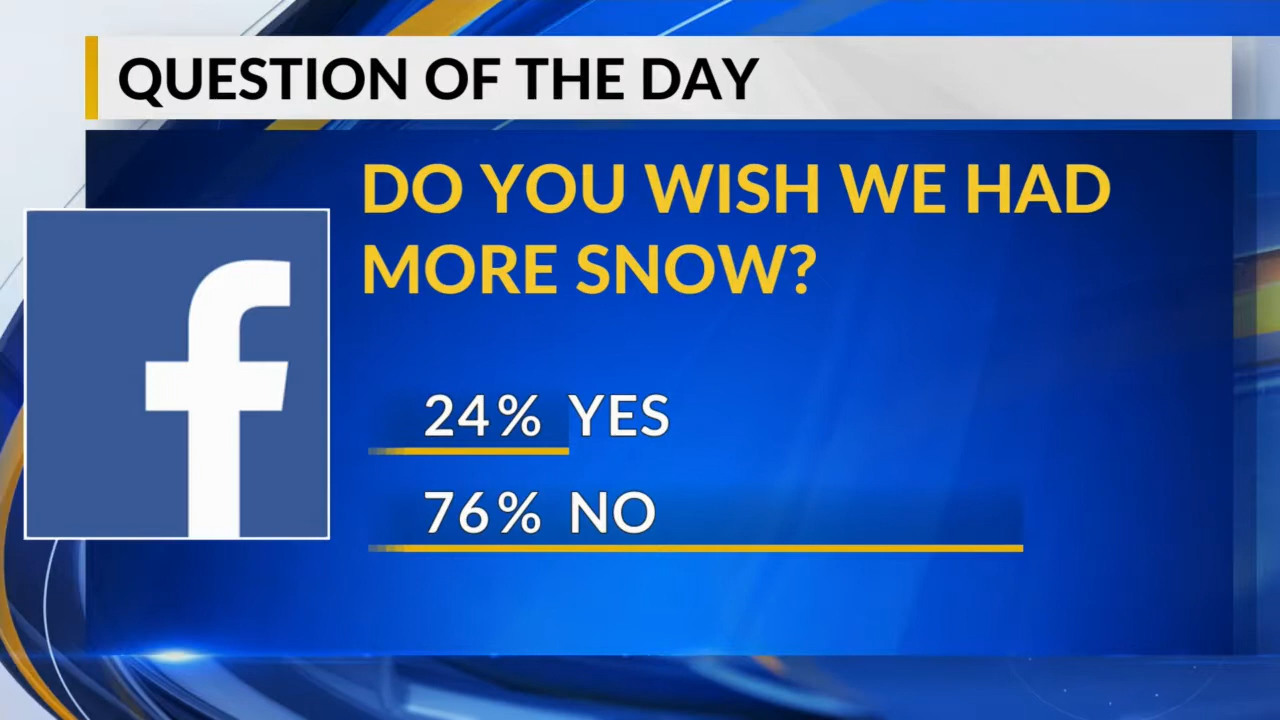 QUESTION OF THE DAY
DO YOU WISH WE HAD
MORE SNOW?
24% YES
76% NO